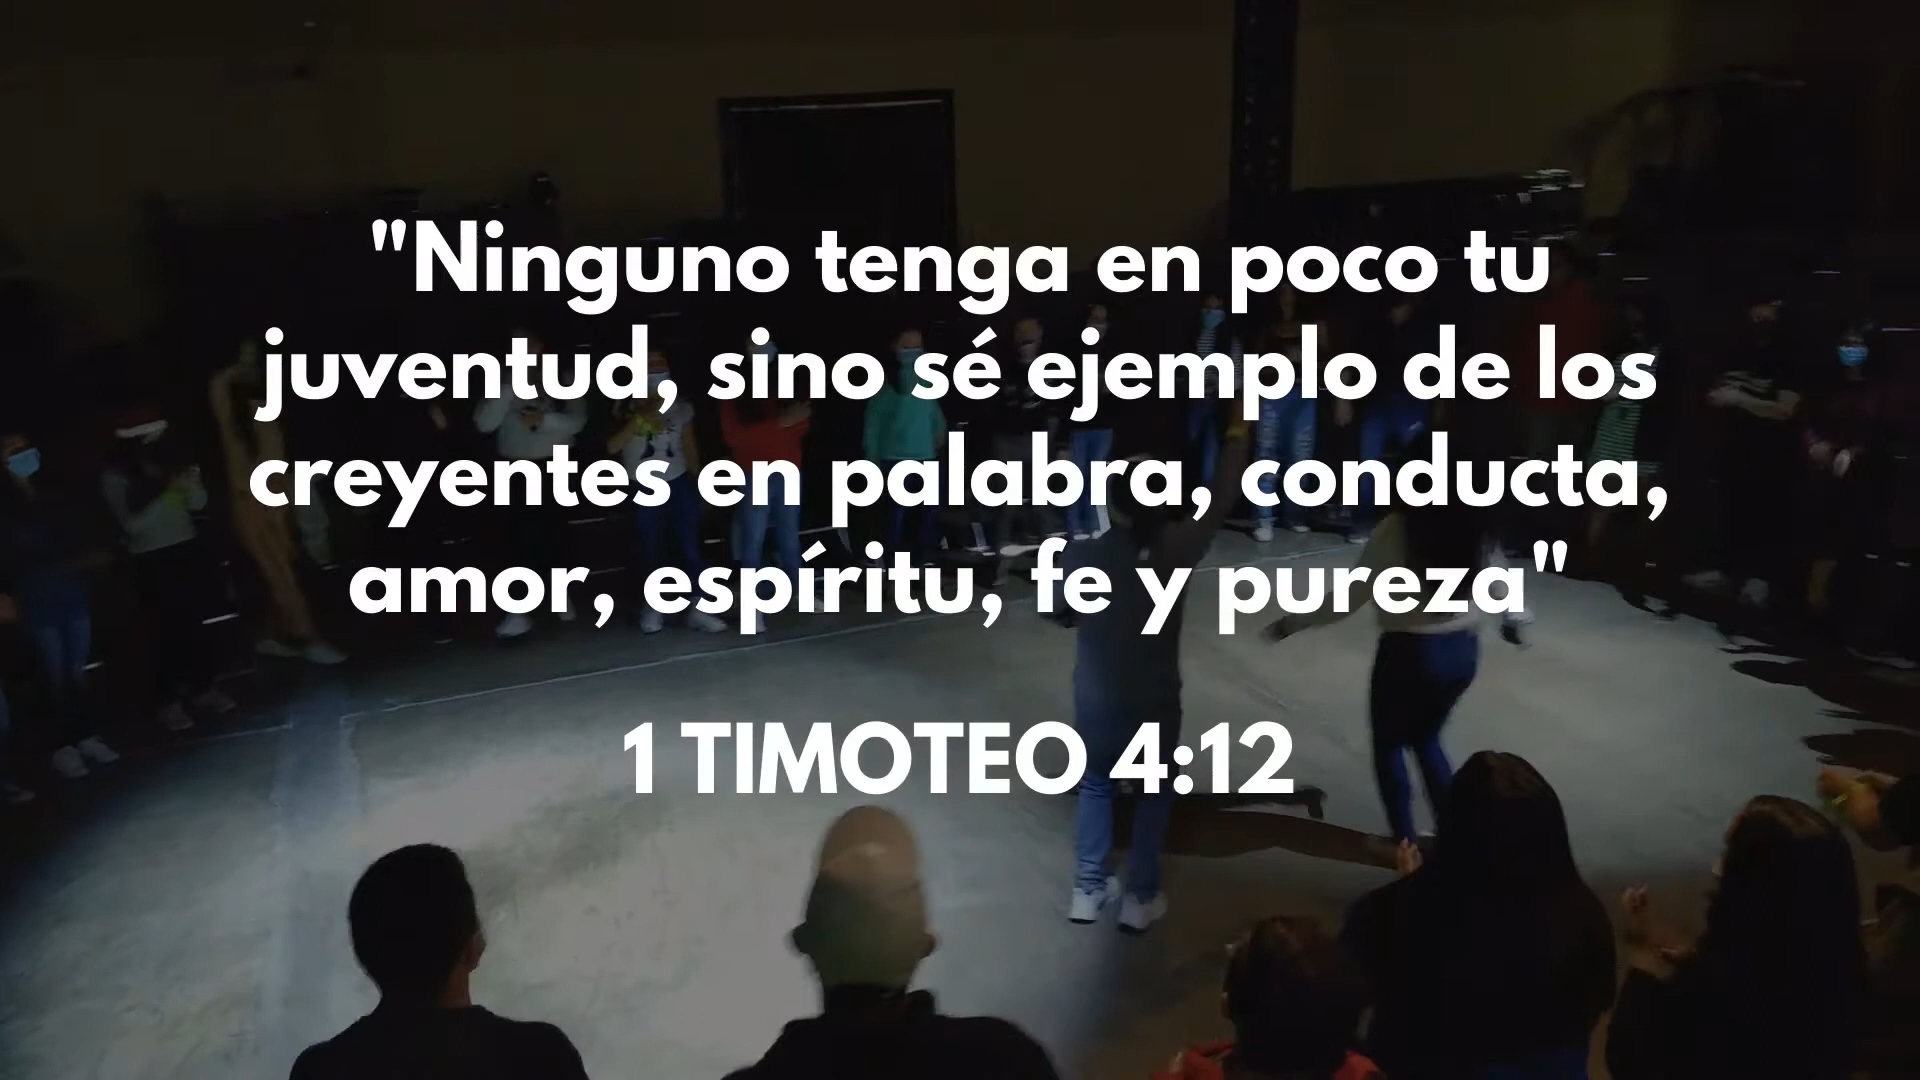 "Ninguno tenga en poco tu
juventud, sino sé ejemplo de los
creyentes en palabra, conducta,
amor, espíritu, fe y pureza"
1 TIMOTEO 4:12